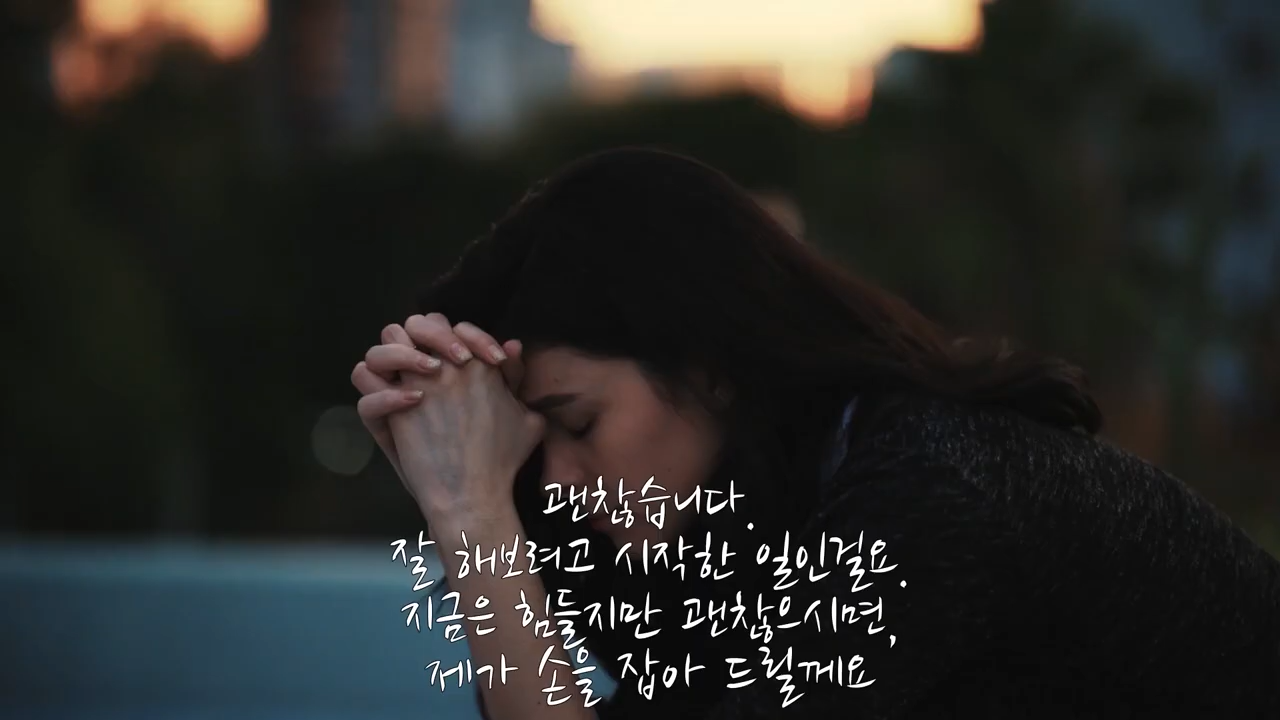 괜찮습니다.
잘 해보려고 시작한 일인걸요.
지금은 힘들지만 괜찮으시면,
제가 손을 잡아 드릴께요